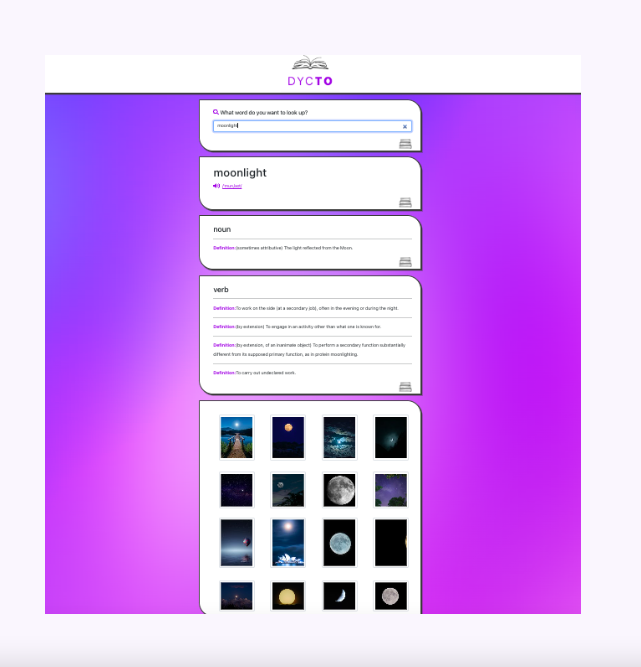 DYCTO
What word do you want to look up?
moonlight
moonlight
noun
Definition:(sometimes attributive) The light reflected from the Moon.
verb
Definition:To work on the side (at a secondary job), often in the evening or during the night.
Definition:(by extension) To engage in an activity other than what one is known for.
Definition:(by extension, of an inanimate object) To perform a secondary function substantially
different from its supposed primary function, as in protein moonlighting.
Definition:To carry out undeclared work.